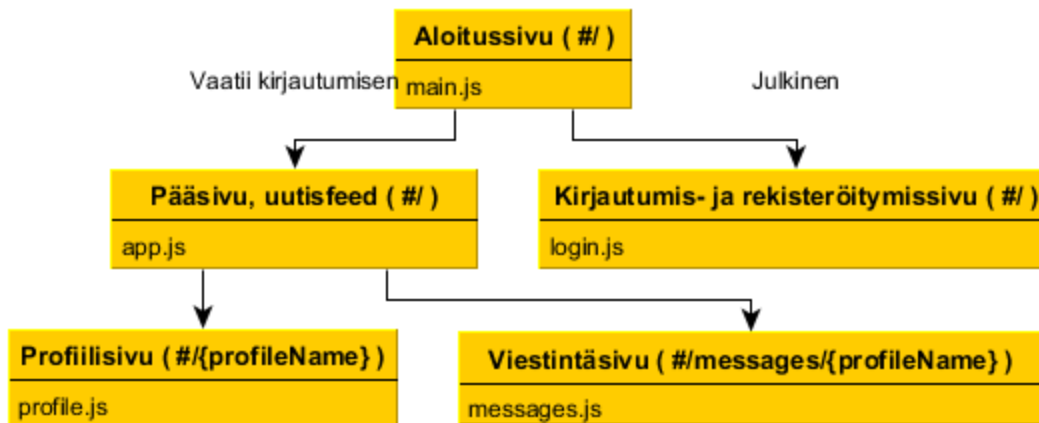 Aloitussivu ( #/ )
Vaatii kirjautumisen
main.js
Julkinen
Pääsivu, uutisfeed ( #/ )
app.js
Kirjautumis- ja rekisteröitymissivu ( #/ )
login.js
Profiilisivu ( #/{profileName} )
profile.js
Viestintäsivu ( #/messages/{profileName} )
messages.js